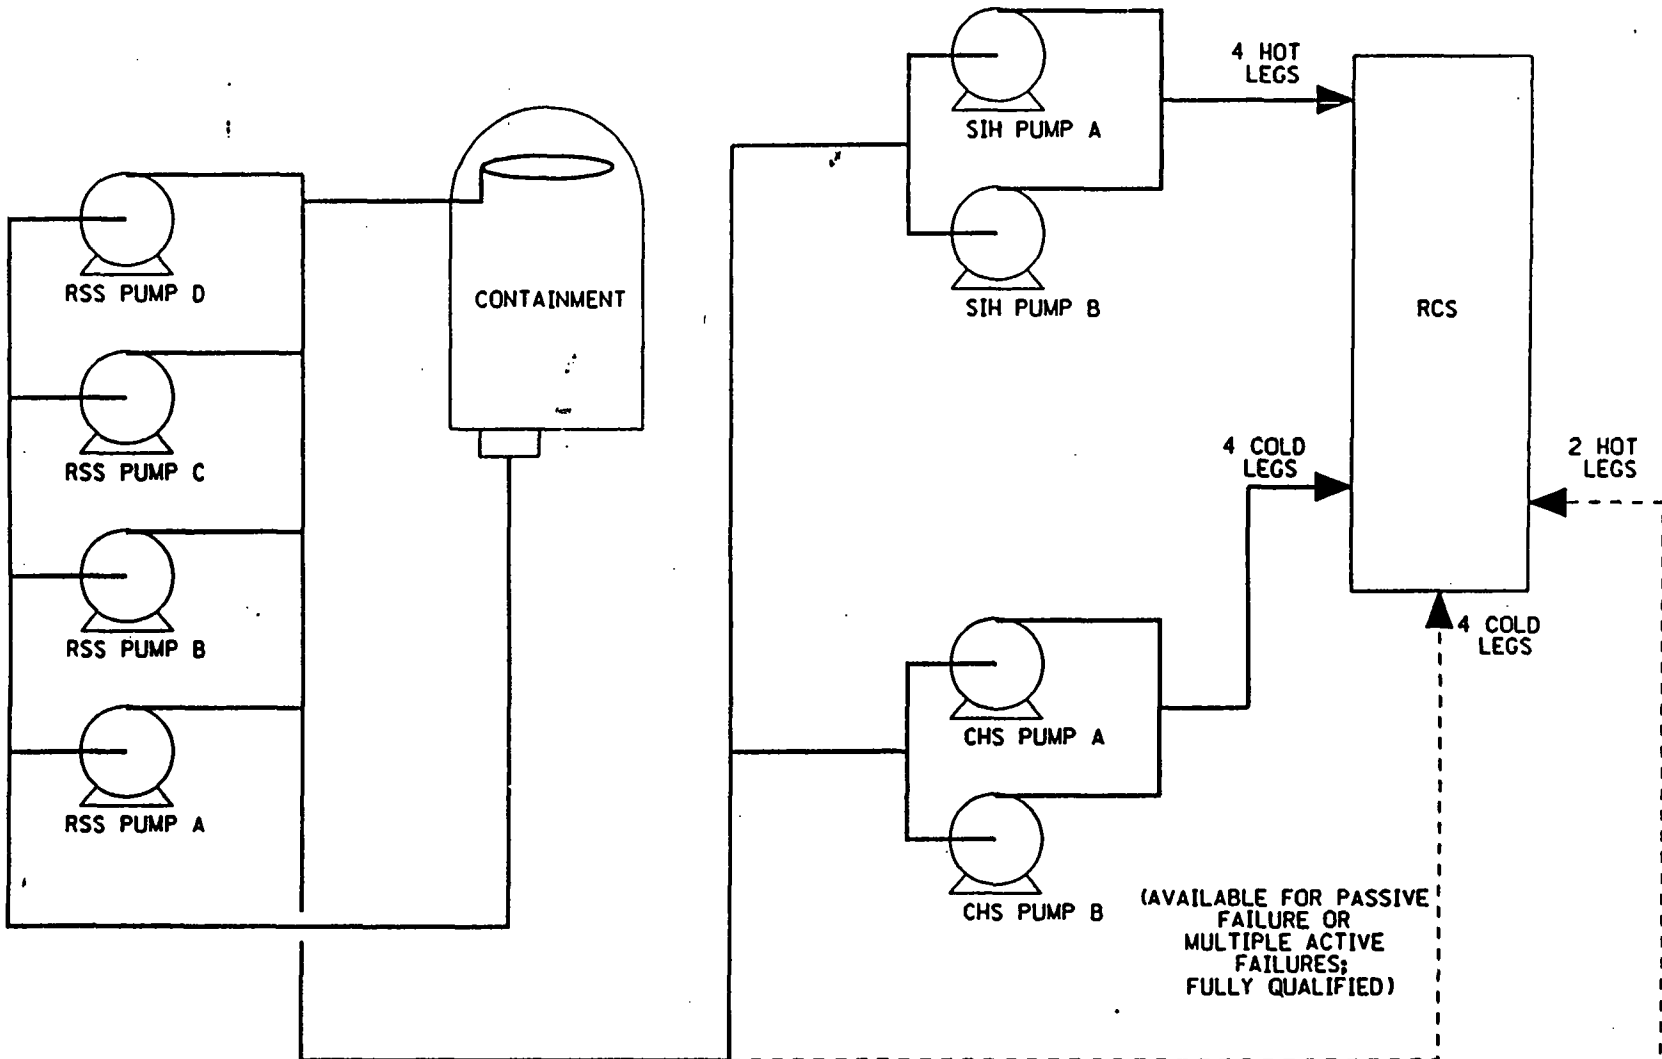 4 HOT
LEGS
SIH PUMP A
RSS PUMP D
CONTAINMENT
SIH PUMP B
RCS
RSS PUMP C
4 COLD
LEGS
2 HOT
LEGS
RSS PUMP B
4 COLD
LEGS
CHS PUMP A
RSS PUMP A
CHS PUMP B
(AVAILABLE FOR PASSIVE
FAILURE OR
MULTIPLE ACTIVE
FAILURES;
FULLY QUALIFIED)